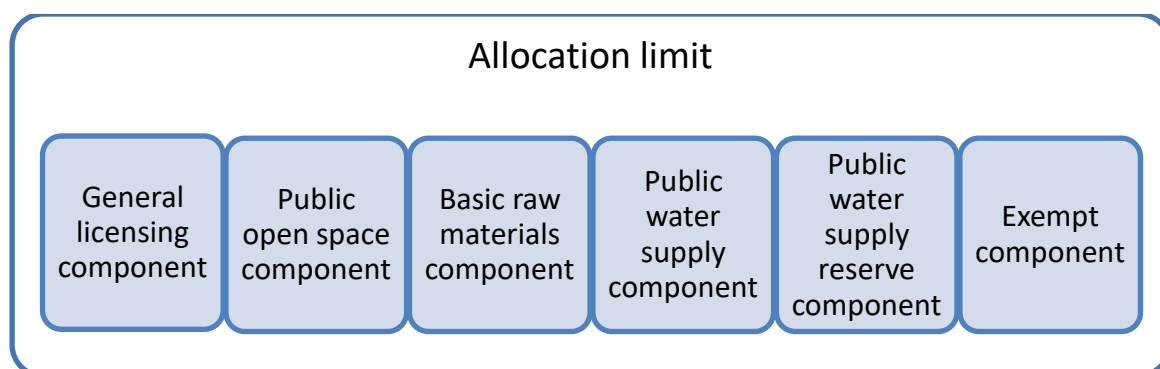 Allocation limit
General
licensing
component
Public
open space
component
Basic raw
materials
component
Public
water
supply
component
Public
water
supply
reserve
component
Exempt
component